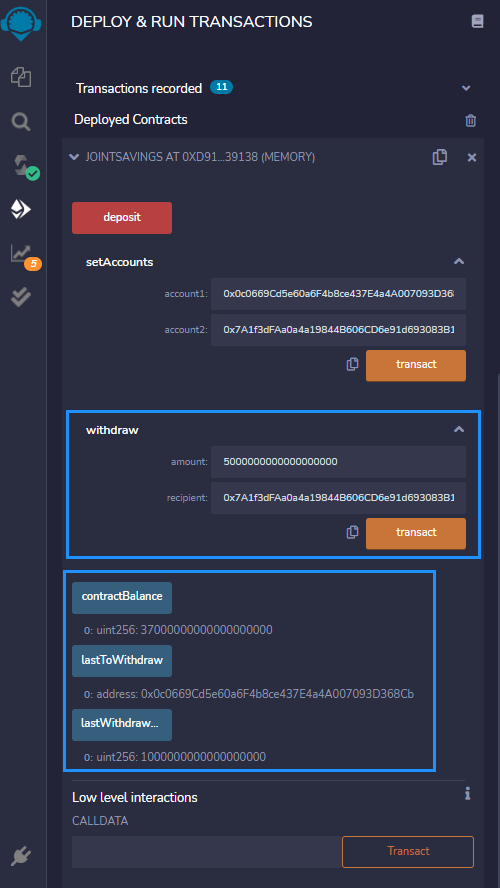 DEPLOY & RUN TRANSACTIONS
Transactions recorded 11
Deployed Contracts
JOINTSAVINGS AT 0XD91...39138 (MEMORY)
deposit
setAccounts
5
account1: 0x0c0669Cd5e60a6F4b8ce437E4a4A007093D368
account2: 0x7A1f3dFAa0a4a19844B606CD6e91d693083B1
transact
withdraw
amount: 5000000000000000000
recipient: 0x7A1f3dFAa0a4a19844B606CD6e91d693083B1
transact
contractBalance
0: uint256: 37000000000000000000
lastToWithdraw
0: address: 0x0c0669Cd5e60a6F4b8ce437E4a4A007093D368Cb
lastWithdraw...
0: uint256: 1000000000000000000
Low level interactions
CALLDATA
Transact